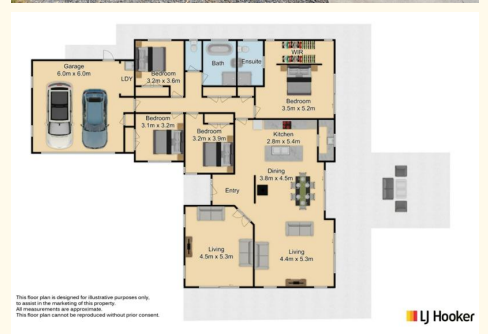 Garage
6.0m x 6.0m
LDY
Bedroom
3.2m x 3.6m
Bath
Ensuite
WIR
Bedroom
3.5m x 5.2m
Bedroom
3.1m x 3.2m
Bedroom
3.2m x 3.9m
Kitchen
2.8m x 5.4m
Dining
3.8m x 4.5m
Entry
Living
4.5m x 5.3m
Living
4.4m x 5.3m
This floor plan is designed for illustrative purposes only,
to assist in the marketing of this property.
All measurements are approximate.
This floor plan cannot be reproduced without prior consent.
LJ Hooker